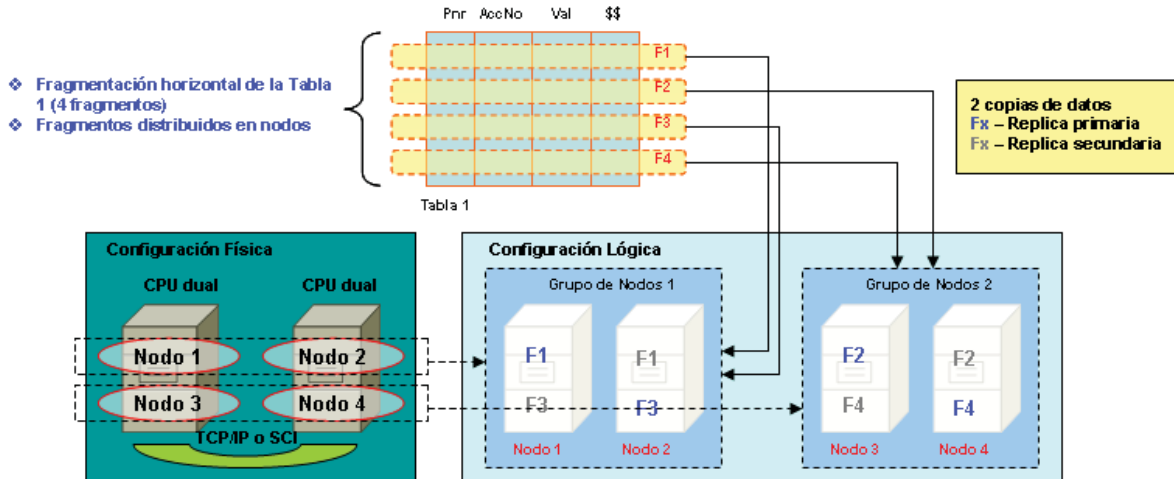 Pnr AccNo Val $$
F1
F2
F3
F4
Tabla 1
❖ Fragmentación horizontal de la Tabla
1 (4 fragmentos)
❖ Fragmentos distribuidos en nodos
2 copias de datos
Fx – Replica primaria
Fx – Replica secundaria
Configuración Física
CPU dual CPU dual
Nodo 1 Nodo 2
Nodo 3 Nodo 4
TCP/IP o SCI
Configuración Lógica
Grupo de Nodos 1
F1 F1
F3 F3
Nodo 1 Nodo 2
Grupo de Nodos 2
F2 F2
F4 F4
Nodo 3 Nodo 4